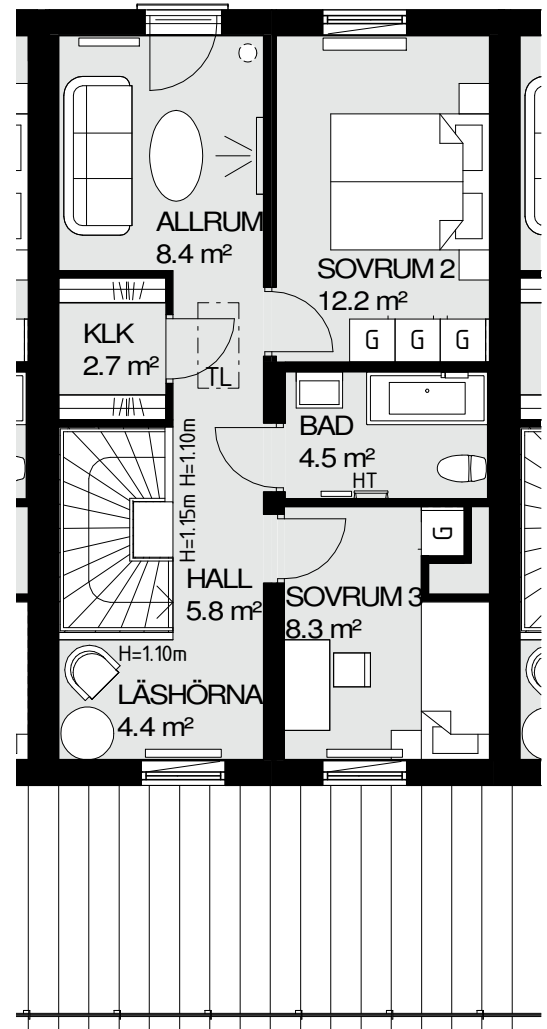 ALLRUM
8.4 m²
SOVRUM 2
12.2 m²
KLK
2.7 m²
TL
G G G
BAD
4.5 m²
HT
H=1.10m
H=1.15m
G
HALL
5.8 m²
SOVRUM 3
8.3 m²
H=1.10m
LÄSHÖRNA
4.4 m²